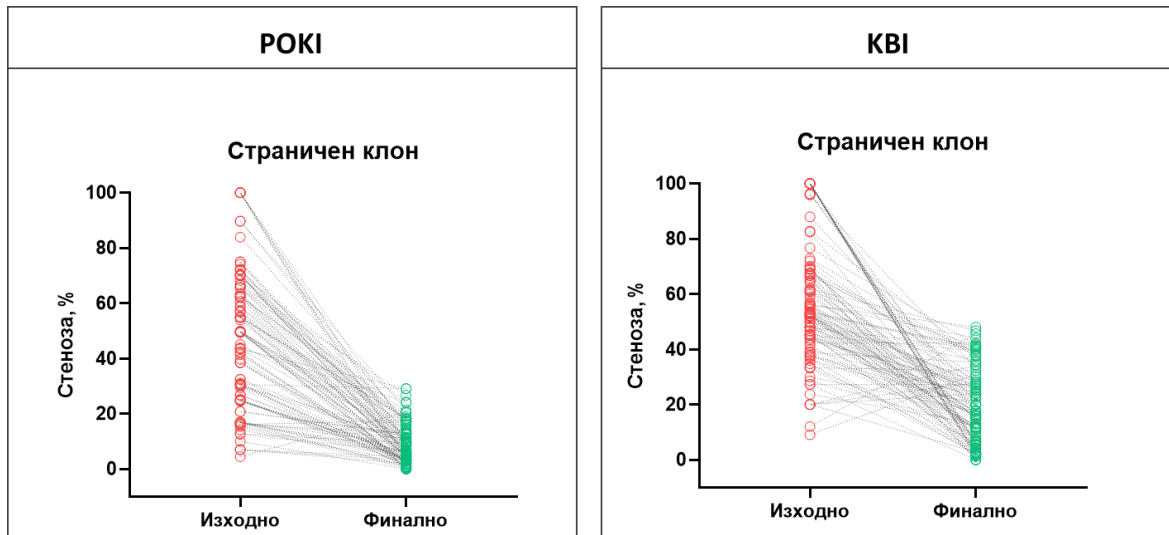 POKI
Страничен клон
Стеноза, %
100
80
60
40
20
0
Изходно Финално
KBI
Страничен клон
Стеноза, %
100
80
60
40
20
0
Изходно Финално